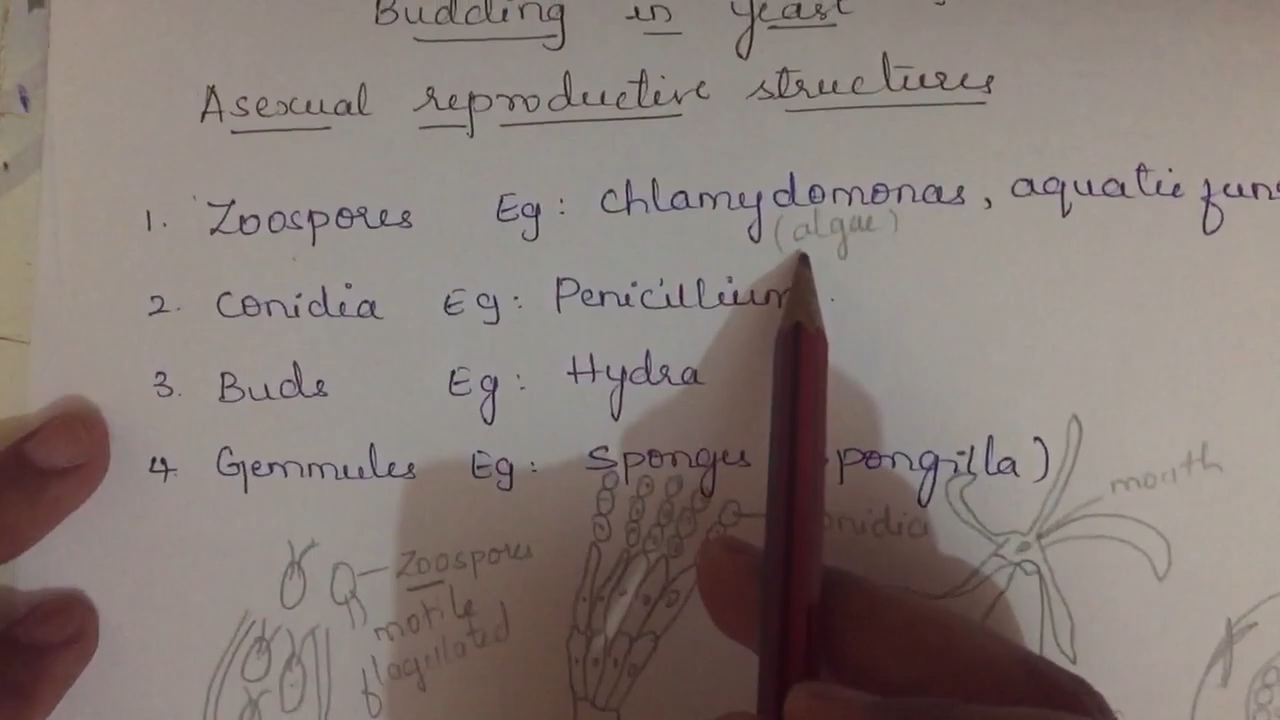 Budding in yeast
Asexual reproductive structures
1. Zoospores Eg: Chlamydomonas, aquatic fun
(algae)
2. Conidia Eg: Penicillium.
3. Buds Eg: Hydra
4. Gemmules Eg: Sponges pongilla)
mouth
onidia
Zoospores
motile
flagellated